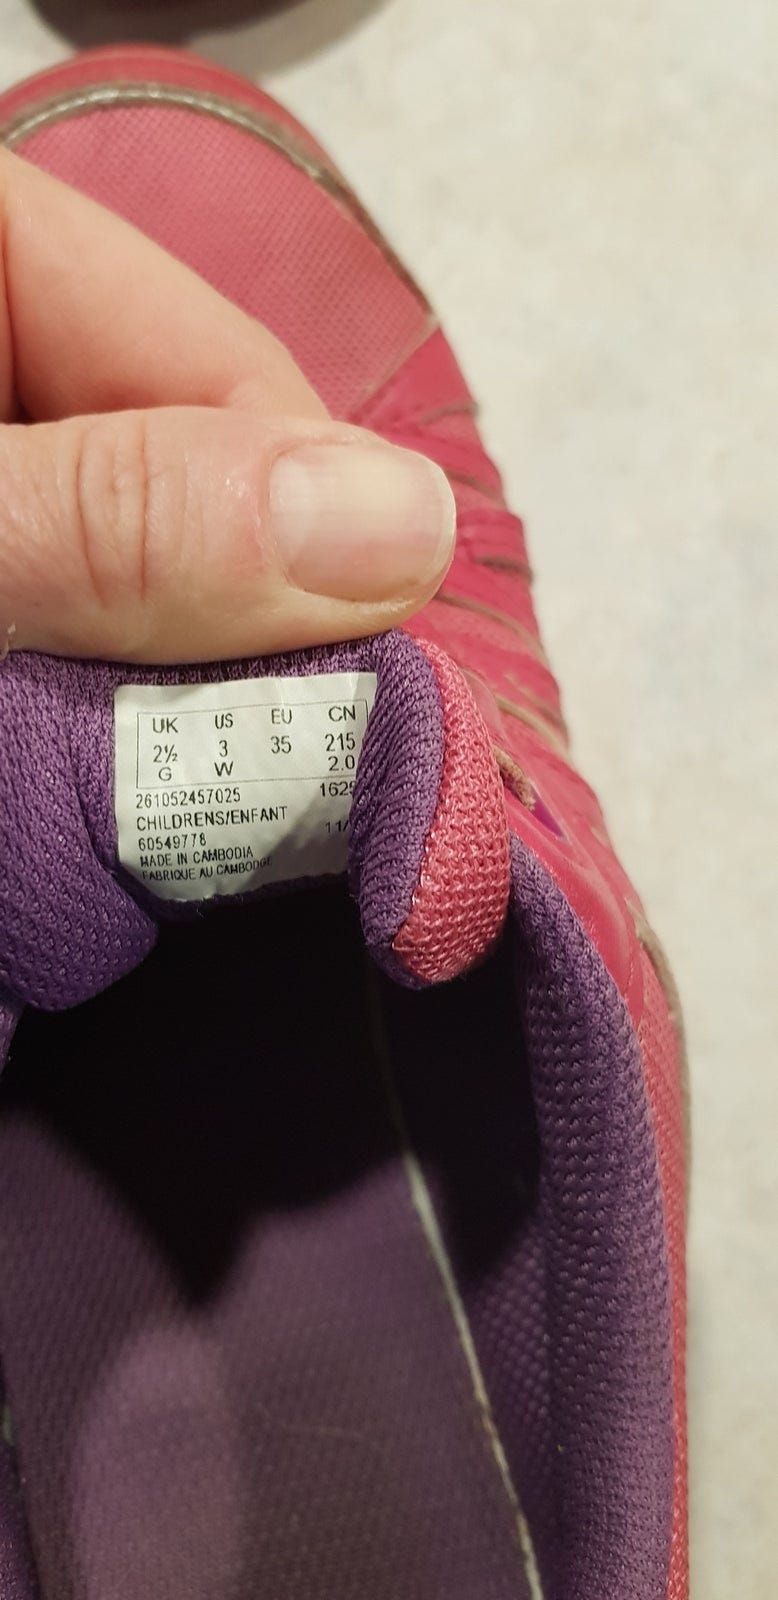 UK US EU CN
2½ 3 35 215
G W 2.0
261052457025
CHILDRENS/ENFANT
60549778
MADE IN CAMBODIA
FABRIQUE AU CAMBODGE